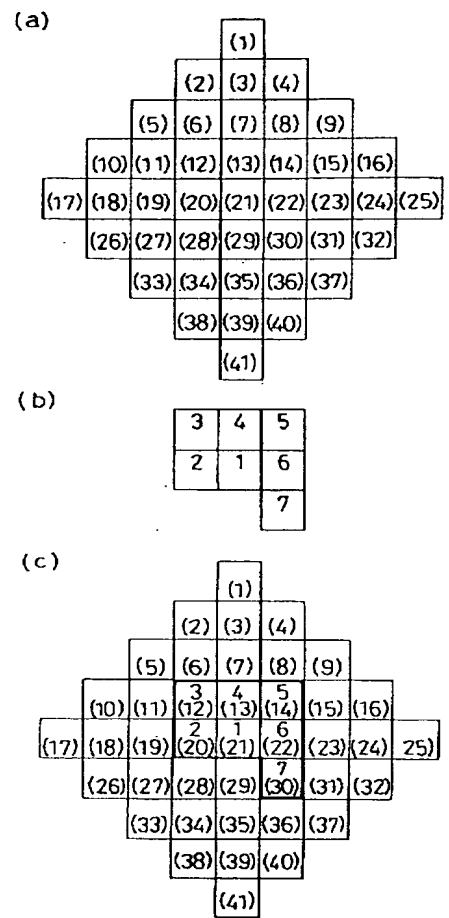 (a)
(1)
(2) (3) (4)
(5) (6) (7) (8) (9)
(10) (11) (12) (13) (14) (15) (16)
(17) (18) (19) (20) (21) (22) (23) (24) (25)
(26) (27) (28) (29) (30) (31) (32)
(33) (34) (35) (36) (37)
(38) (39) (40)
(41)
(b)
3 4 5
2 1 6
7
(c)
(1)
(2) (3) (4)
(5) (6) (7) (8) (9)
3 4 5
(10) (11) (12) (13) (14) (15) (16)
2 1 6
(17) (18) (19) (20) (21) (22) (23) (24) 25)
7
(26) (27) (28) (29) (30) (31) (32)
(33) (34) (35) (36) (37)
(38) (39) (40)
(41)